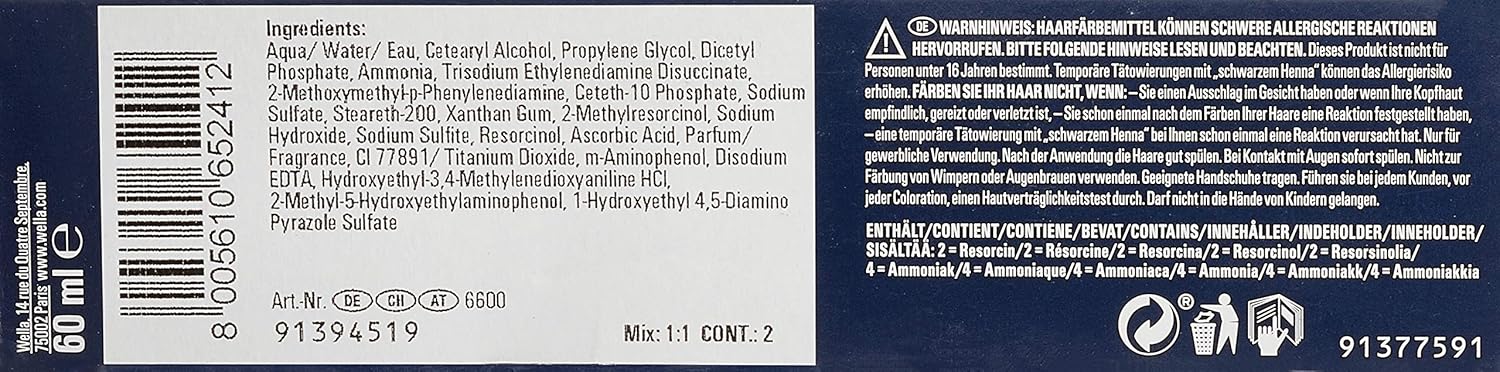 Wella, 14 rue du Quatre Septembre,
75002 Paris www.wella.com
60 ml e
8 005610 652412
Ingredients:
Aqua/ Water/ Eau, Cetearyl Alcohol, Propylene Glycol, Dicetyl
Phosphate, Ammonia, Trisodium Ethylenediamine Disuccinate,
2-Methoxymethyl-p-Phenylenediamine, Ceteth-10 Phosphate, Sodium
Sulfate, Steareth-200, Xanthan Gum, 2-Methylresorcinol, Sodium
Hydroxide, Sodium Sulfite, Resorcinol, Ascorbic Acid, Parfum/
Fragrance, CI 77891/ Titanium Dioxide, m-Aminophenol, Disodium
EDTA, Hydroxyethyl-3,4-Methylenedioxyaniline HCl,
2-Methyl-5-Hydroxyethylaminophenol, 1-Hydroxyethyl 4,5-Diamino
Pyrazole Sulfate
Art.-Nr. DE CH AT 6600
91394519
Mix: 1:1 CONT.: 2
DE WARNHINWEIS: HAARFÄRBEMITTEL KÖNNEN SCHWERE ALLERGISCHE REAKTIONEN
HERVORRUFEN. BITTE FOLGENDE HINWEISE LESEN UND BEACHTEN. Dieses Produkt ist nicht für
Personen unter 16 Jahren bestimmt. Temporäre Tätowierungen mit „schwarzem Henna“ können das Allergierisiko
erhöhen. FÄRBEN SIE IHR HAAR NICHT, WENN: – Sie einen Ausschlag im Gesicht haben oder wenn Ihre Kopfhaut
empfindlich, gereizt oder verletzt ist, – Sie schon einmal nach dem Färben Ihrer Haare eine Reaktion festgestellt haben,
– eine temporäre Tätowierung mit „schwarzem Henna“ bei Ihnen schon einmal eine Reaktion verursacht hat. Nur für
gewerbliche Verwendung. Nach der Anwendung die Haare gut spülen. Bei Kontakt mit Augen sofort spülen. Nicht zur
Färbung von Wimpern oder Augenbrauen verwenden. Geeignete Handschuhe tragen. Führen sie bei jedem Kunden, vor
jeder Coloration, einen Hautverträglichkeitstest durch. Darf nicht in die Hände von Kindern gelangen.
ENTHÄLT/CONTIENT/CONTIENE/BEVAT/CONTAINS/INNEHÅLLER/INDEHOLDER/INNEHOLDER/
SISÄLTÄÄ: 2 = Resorcin/2 = Résorcine/2 = Resorcina/2 = Resorcinol/2 = Resorsinolia/
4 = Ammoniak/4 = Ammoniaque/4 = Ammoniaca/4 = Ammonia/4 = Ammoniakk/4 = Ammoniakkia
®
91377591